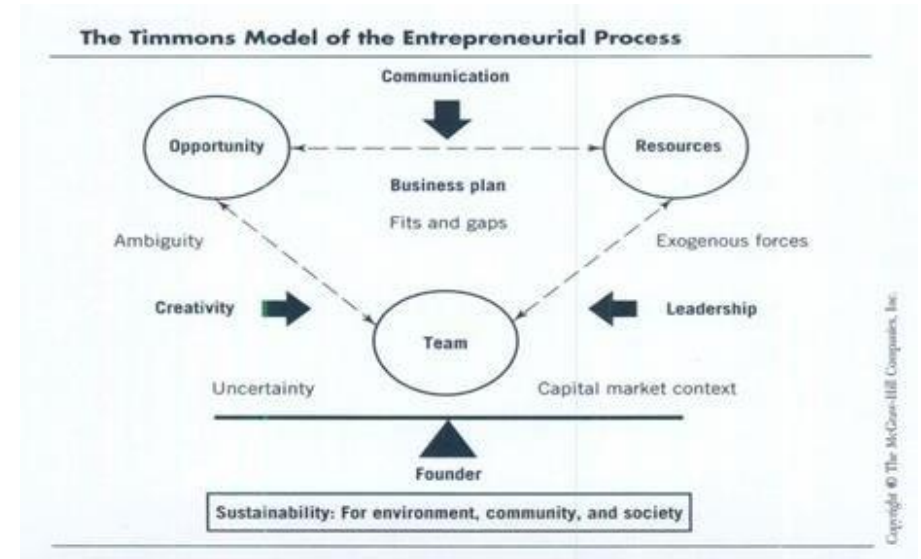 The Timmons Model of the Entrepreneurial Process
Communication
Opportunity
Resources
Business plan
Fits and gaps
Ambiguity
Exogenous forces
Creativity
Leadership
Team
Uncertainty
Capital market context
Founder
Sustainability: For environment, community, and society
Copyright © The McGraw-Hill Companies, Inc.